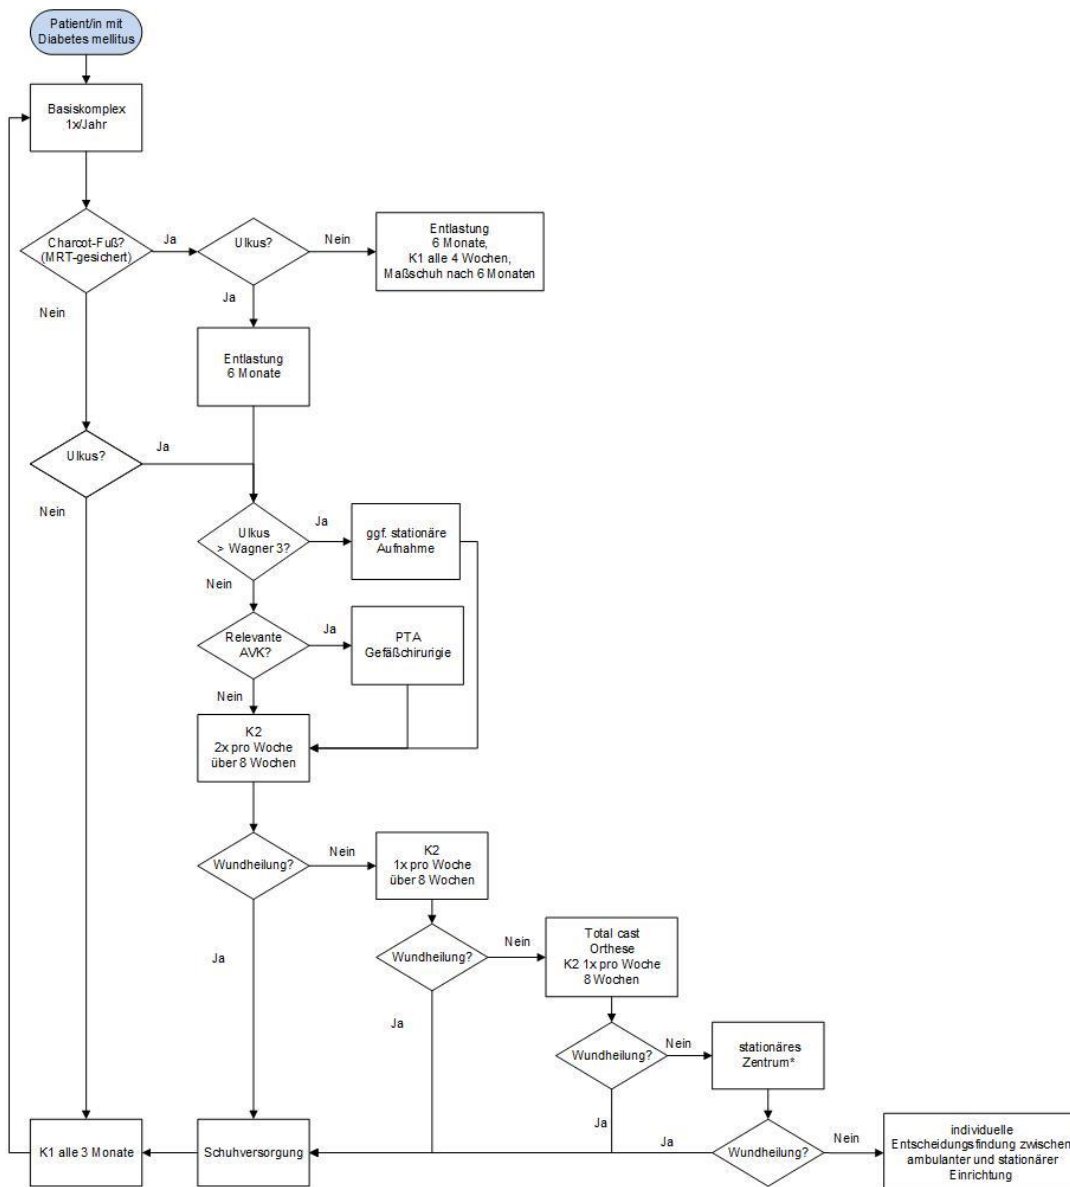 Patient/in mit
Diabetes mellitus
Basiskomplex
1x/Jahr
Charcot-Fuß?
(MRT-gesichert)
Ja
Ulkus?
Nein
Entlastung
6 Monate,
K1 alle 4 Wochen,
Maßschuh nach 6 Monaten
Ja
Nein
Entlastung
6 Monate
Ulkus?
Ja
Nein
Ulkus
> Wagner 3?
Ja
ggf. stationäre
Aufnahme
Nein
Relevante
AVK?
Ja
PTA
Gefäßchirurigie
Nein
K2
2x pro Woche
über 8 Wochen
Wundheilung?
Nein
K2
1x pro Woche
über 8 Wochen
Ja
Wundheilung?
Nein
Total cast
Orthese
K2 1x pro Woche
8 Wochen
Ja
Wundheilung?
Nein
stationäres
Zentrum*
Ja
Wundheilung?
Nein
individuelle
Entscheidungsfindung zwischen
ambulanter und stationärer
Einrichtung
Ja
Schuhversorgung
K1 alle 3 Monate